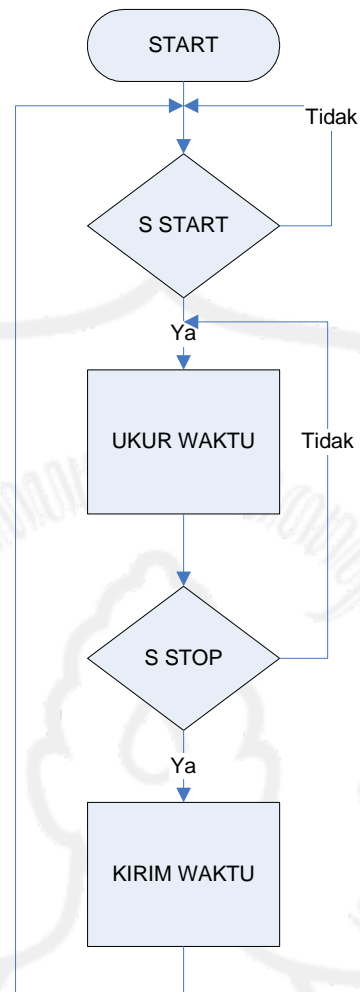 START
Tidak
S START
Ya
UKUR WAKTU
Tidak
S STOP
Ya
KIRIM WAKTU